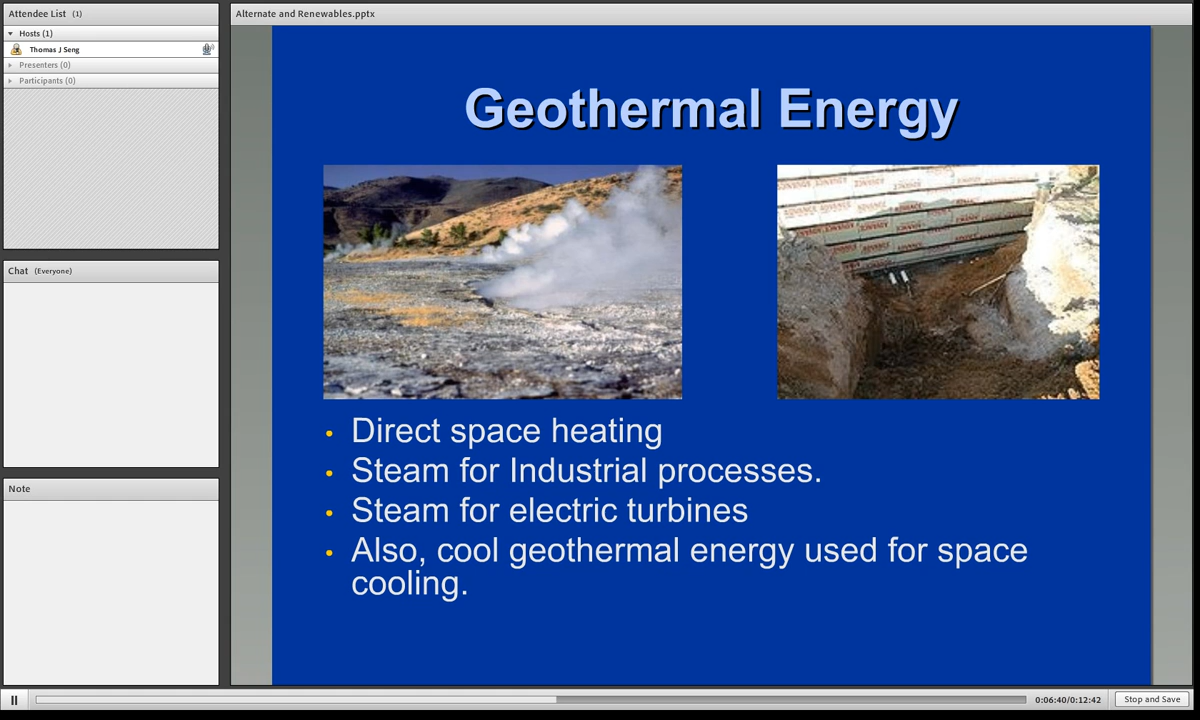 Attendee List (1)
Hosts (1)
Thomas J Seng
Presenters (0)
Participants (0)
Chat (Everyone)
Note
Alternate and Renewables.pptx
Geothermal Energy
ADVANCE ADVANCE
• Direct space heating
• Steam for Industrial processes.
• Steam for electric turbines
• Also, cool geothermal energy used for space
cooling.
0:06:40/0:12:42
Stop and Save